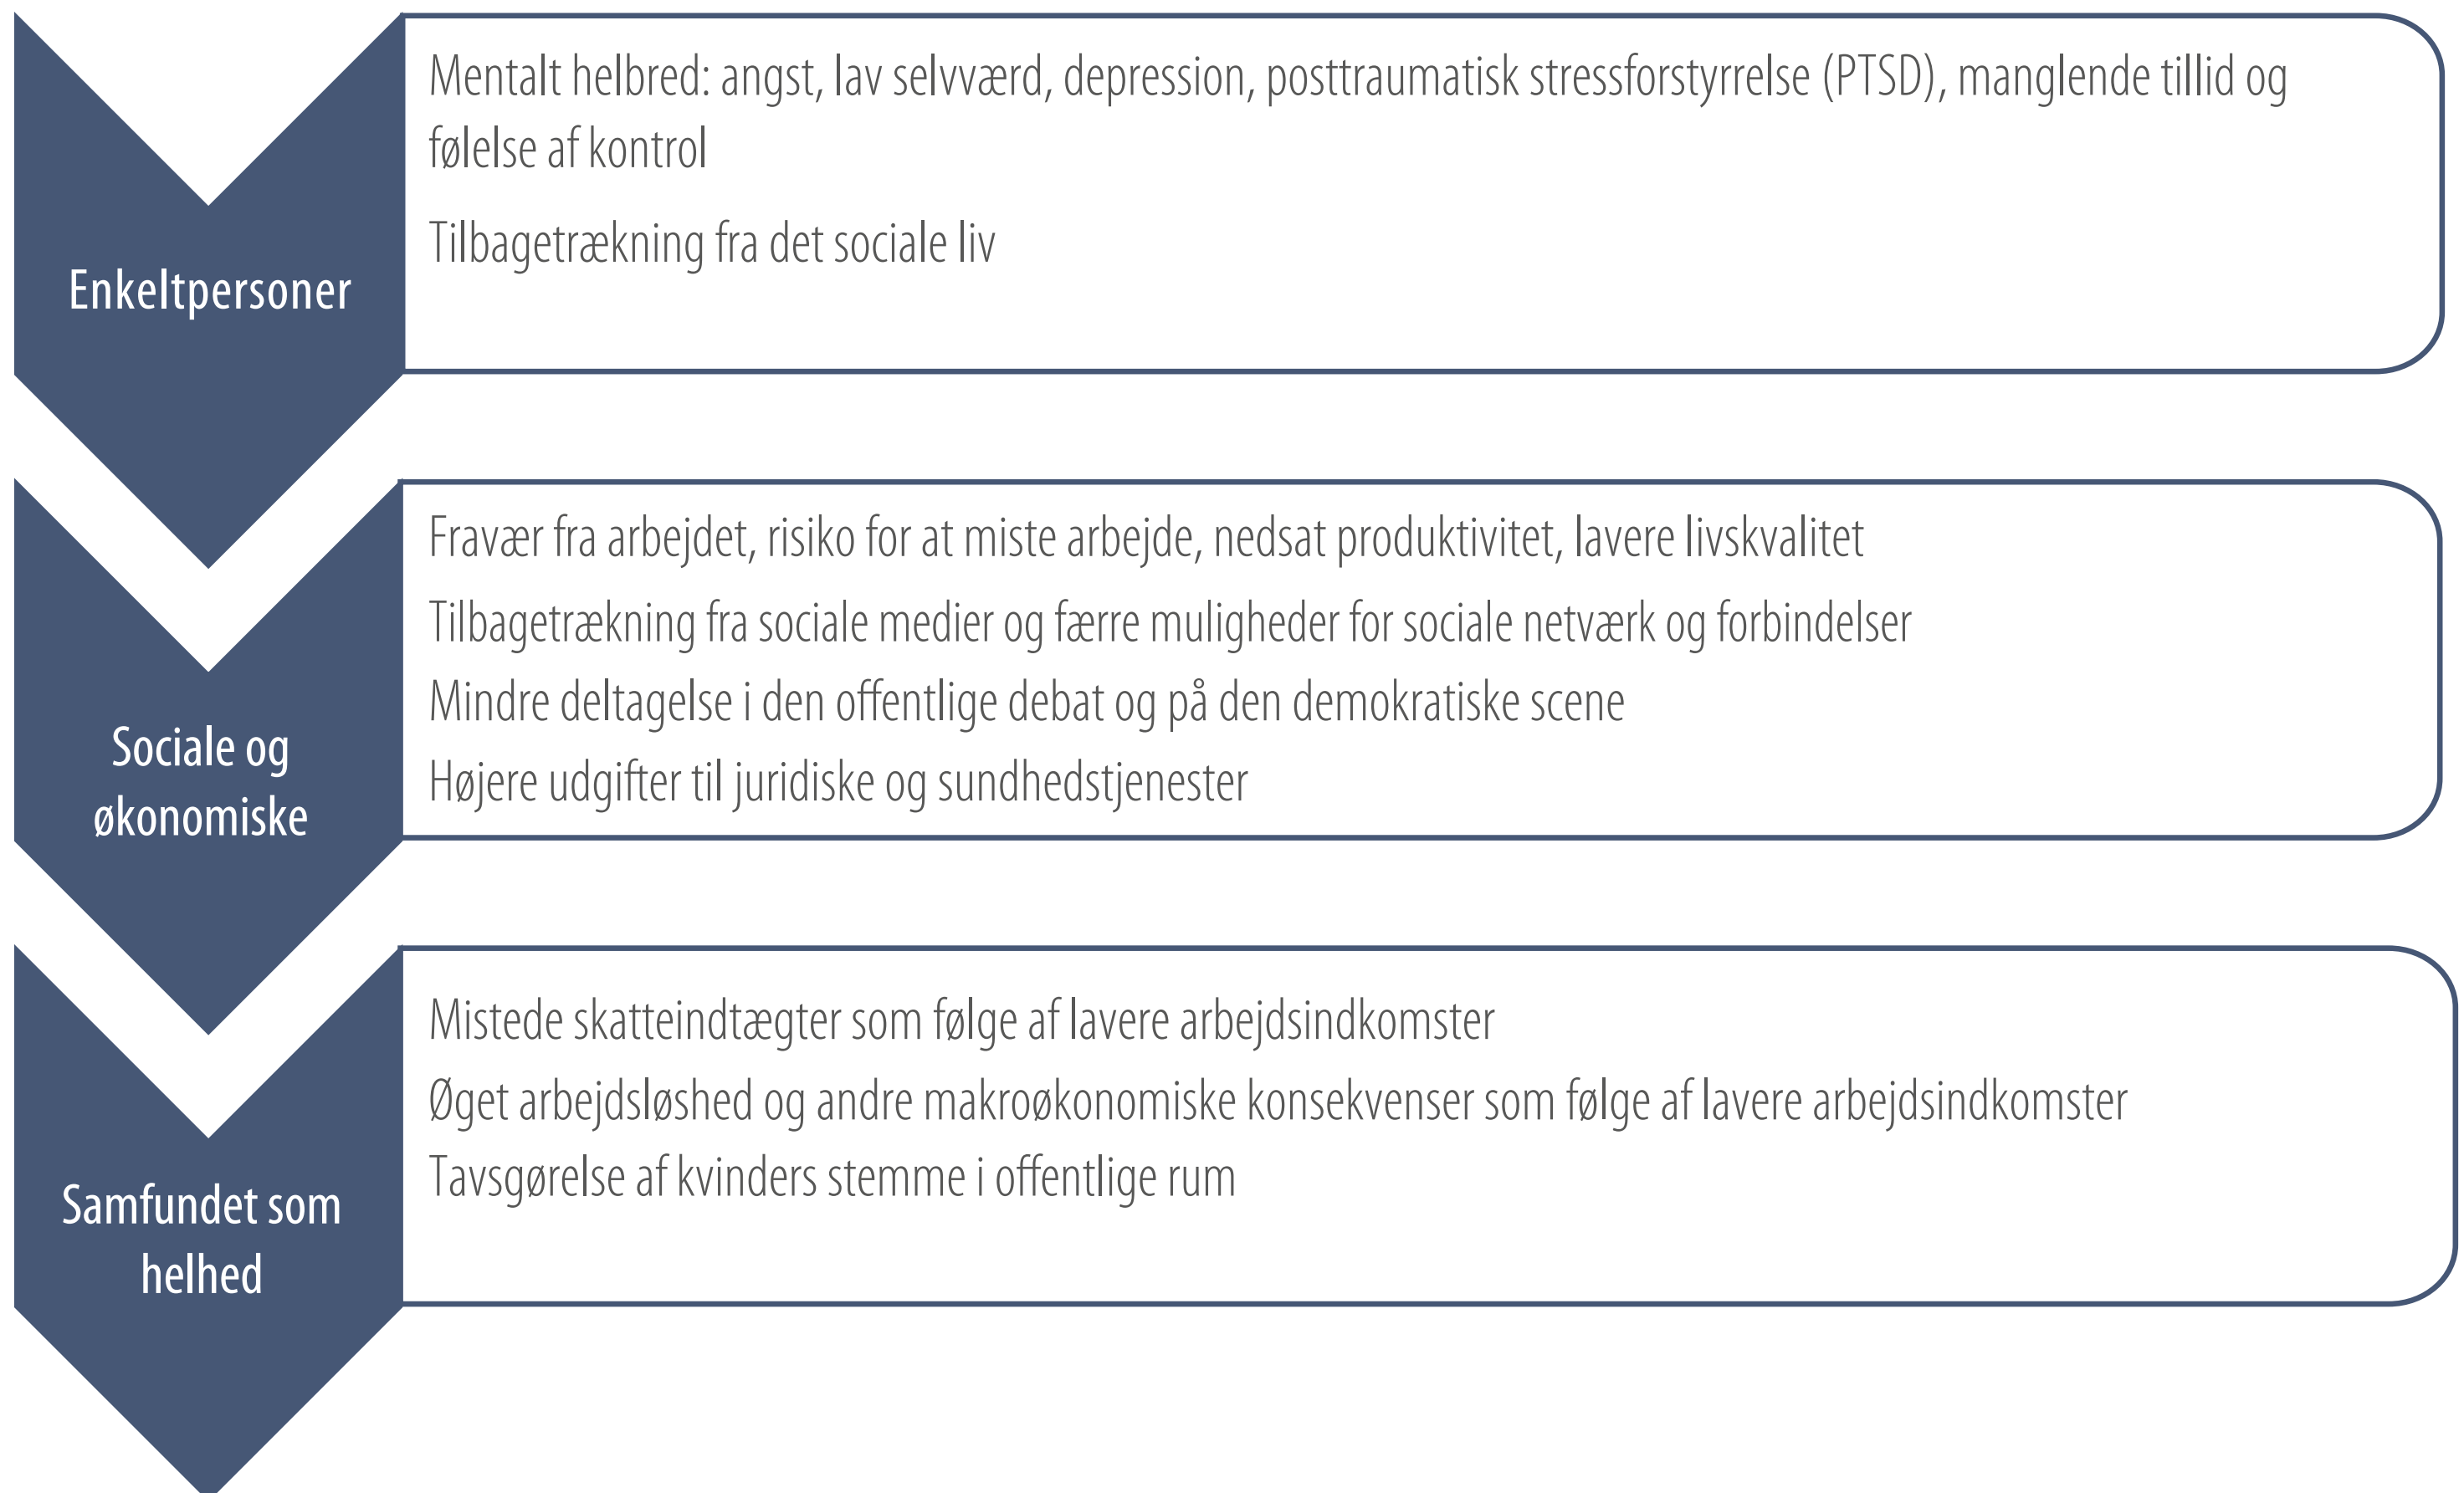 Enkeltpersoner
Mentalt helbred: angst, lav selvværd, depression, posttraumatisk stressforstyrrelse (PTSD), manglende tillid og
følelse af kontrol
Tilbagetrækning fra det sociale liv
Sociale og
økonomiske
Fravær fra arbejdet, risiko for at miste arbejde, nedsat produktivitet, lavere livskvalitet
Tilbagetrækning fra sociale medier og færre muligheder for sociale netværk og forbindelser
Mindre deltagelse i den offentlige debat og på den demokratiske scene
Højere udgifter til juridiske og sundhedstjenester
Samfundet som
helhed
Mistede skatteindtægter som følge af lavere arbejdsindkomster
Øget arbejdsløshed og andre makroøkonomiske konsekvenser som følge af lavere arbejdsindkomster
Tavsgørelse af kvinders stemme i offentlige rum